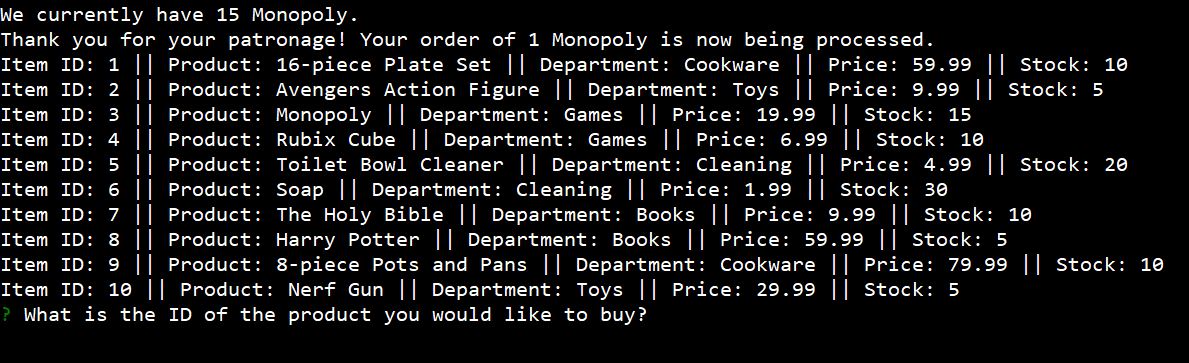 We currently have 15 Monopoly.
Thank you for your patronage! Your order of 1 Monopoly is now being processed.
Item ID: 1 || Product: 16-piece Plate Set || Department: Cookware || Price: 59.99 || Stock: 10
Item ID: 2 || Product: Avengers Action Figure || Department: Toys || Price: 9.99 || Stock: 5
Item ID: 3 || Product: Monopoly || Department: Games || Price: 19.99 || Stock: 15
Item ID: 4 || Product: Rubix Cube || Department: Games || Price: 6.99 || Stock: 10
Item ID: 5 || Product: Toilet Bowl Cleaner || Department: Cleaning || Price: 4.99 || Stock: 20
Item ID: 6 || Product: Soap || Department: Cleaning || Price: 1.99 || Stock: 30
Item ID: 7 || Product: The Holy Bible || Department: Books || Price: 9.99 || Stock: 10
Item ID: 8 || Product: Harry Potter || Department: Books || Price: 59.99 || Stock: 5
Item ID: 9 || Product: 8-piece Pots and Pans || Department: Cookware || Price: 79.99 || Stock: 10
Item ID: 10 || Product: Nerf Gun || Department: Toys || Price: 29.99 || Stock: 5
? What is the ID of the product you would like to buy?